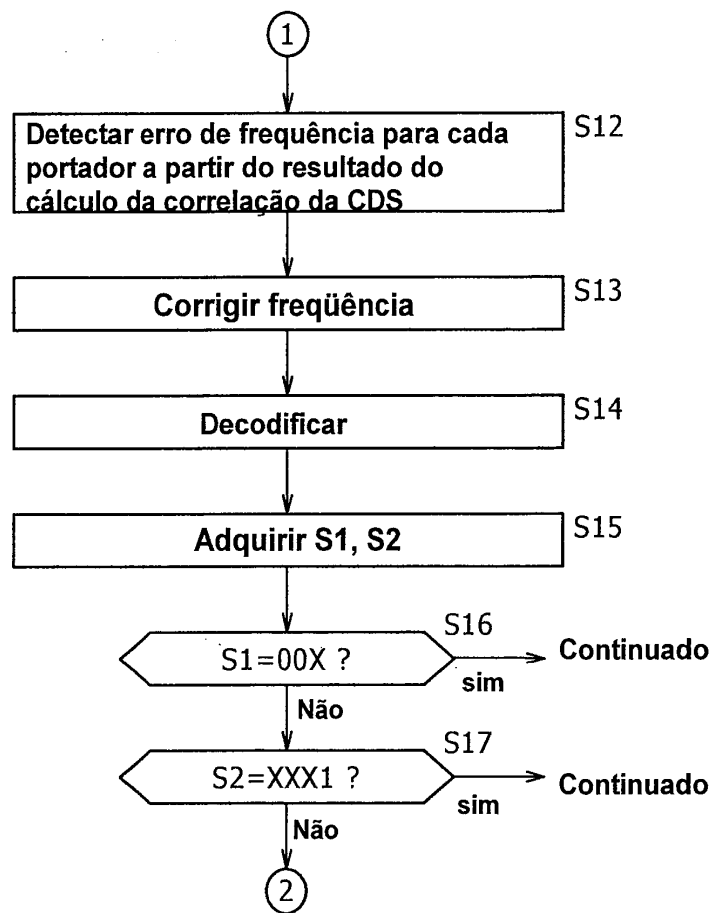 1
Detectar erro de frequência para cada
portador a partir do resultado do
cálculo da correlação da CDS
S12
Corrigir freqüência
S13
Decodificar
S14
Adquirir S1, S2
S15
S1=00X ?
S16
sim
Continuado
Não
S2=XXX1 ?
S17
sim
Continuado
Não
2